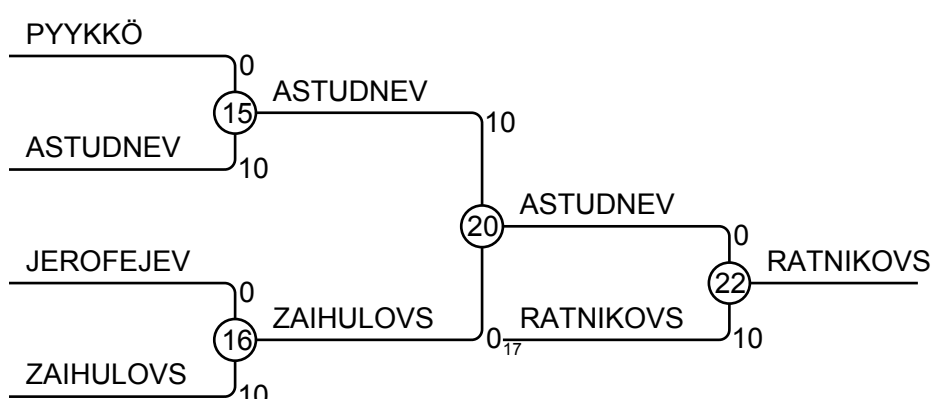 PYYKKÖ
0
15
ASTUDNEV
10
ASTUDNEV
10
20
ASTUDNEV
0
JEROFEJEV
0
22
RATNIKOVS
16
ZAIHULOVS
0
17
RATNIKOVS
10
ZAIHULOVS
10